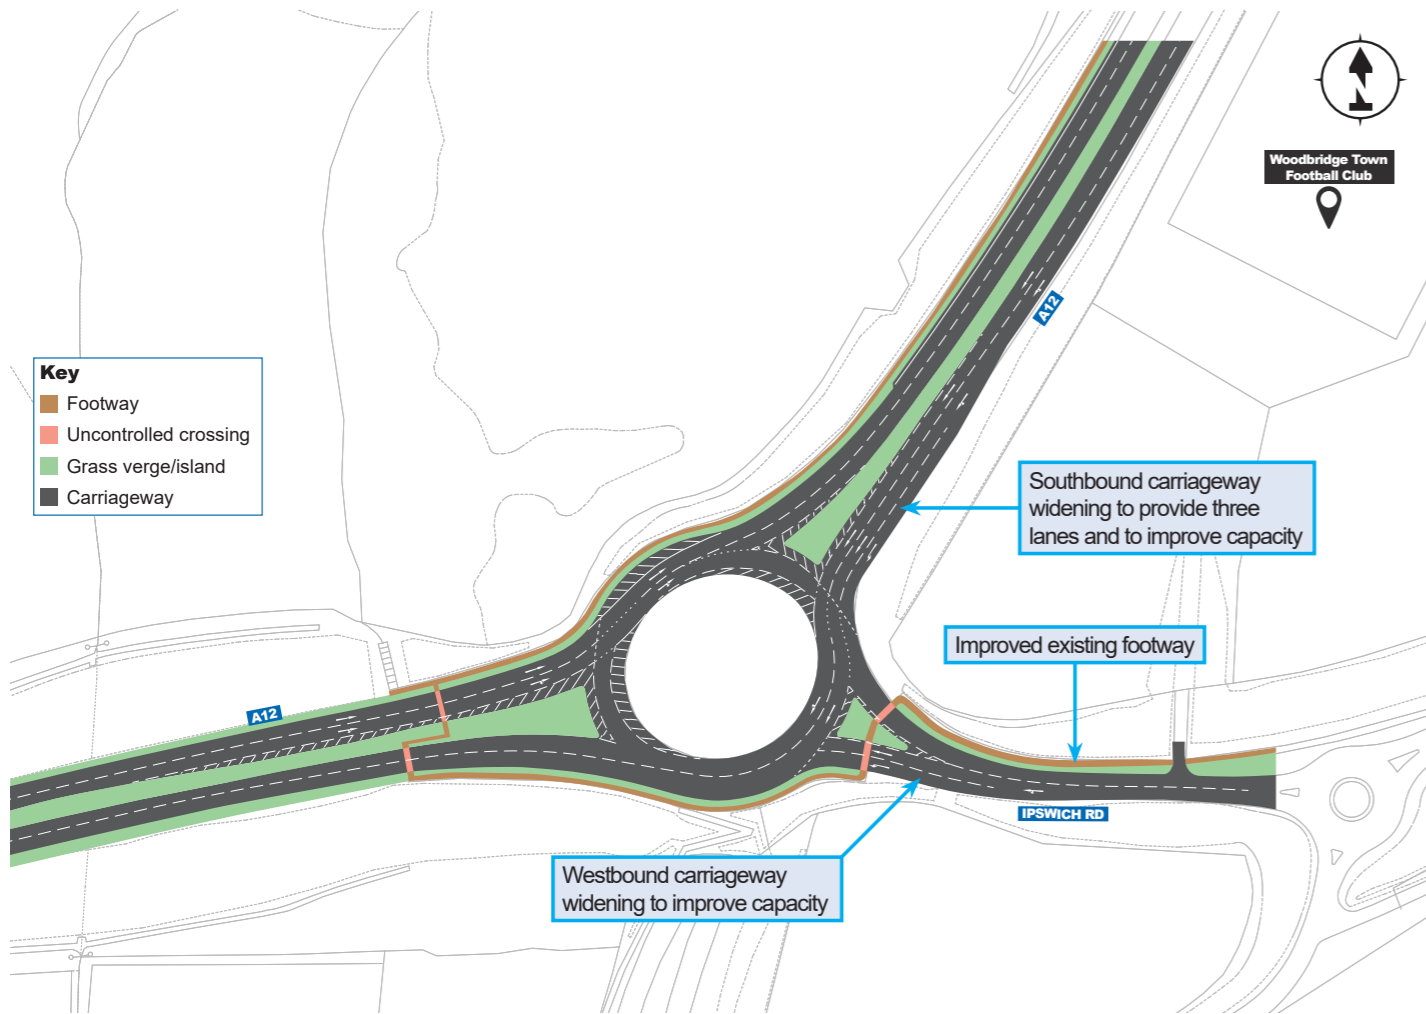 N
Woodbridge Town
Football Club
A12
Key
Footway
Uncontrolled crossing
Grass verge/island
Carriageway
Southbound carriageway
widening to provide three
lanes and to improve capacity
Improved existing footway
A12
IPSWICH RD
Westbound carriageway
widening to improve capacity